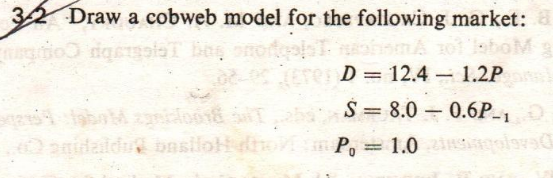 3-2 Draw a cobweb model for the following market:
D = 12.4 − 1.2P
S = 8.0 − 0.6P₋₁
P₀ = 1.0